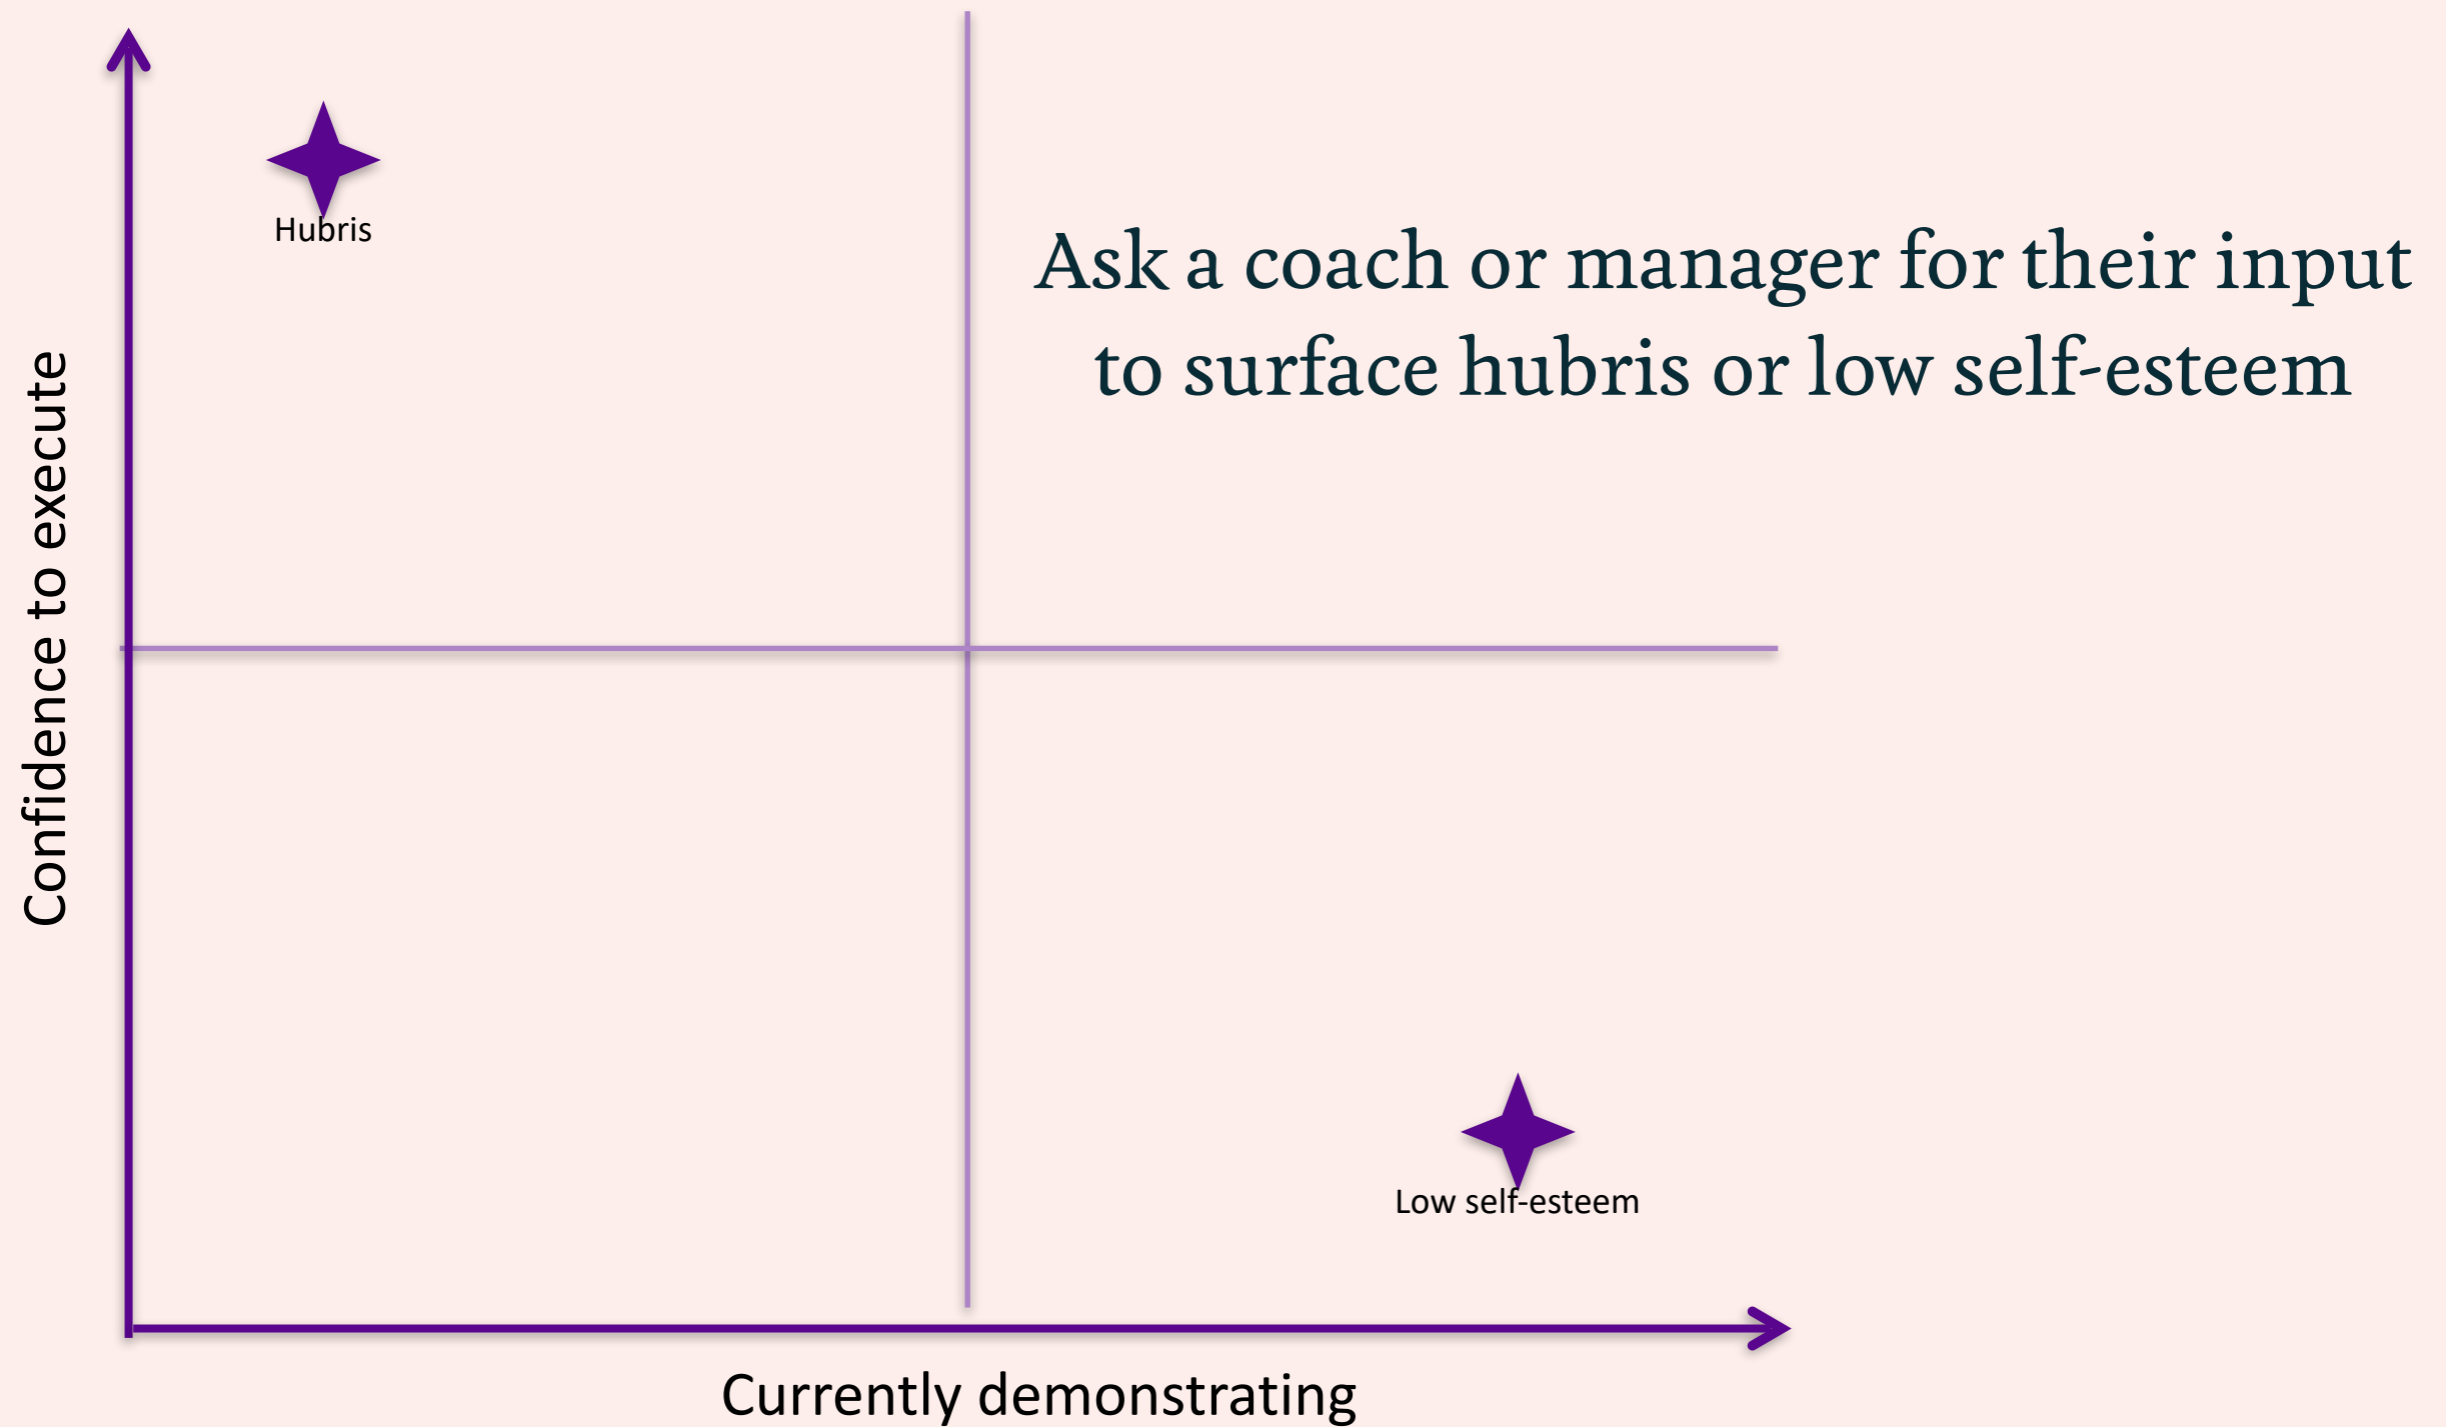 Hubris
Ask a coach or manager for their input
to surface hubris or low self-esteem
Confidence to execute
Low self-esteem
Currently demonstrating